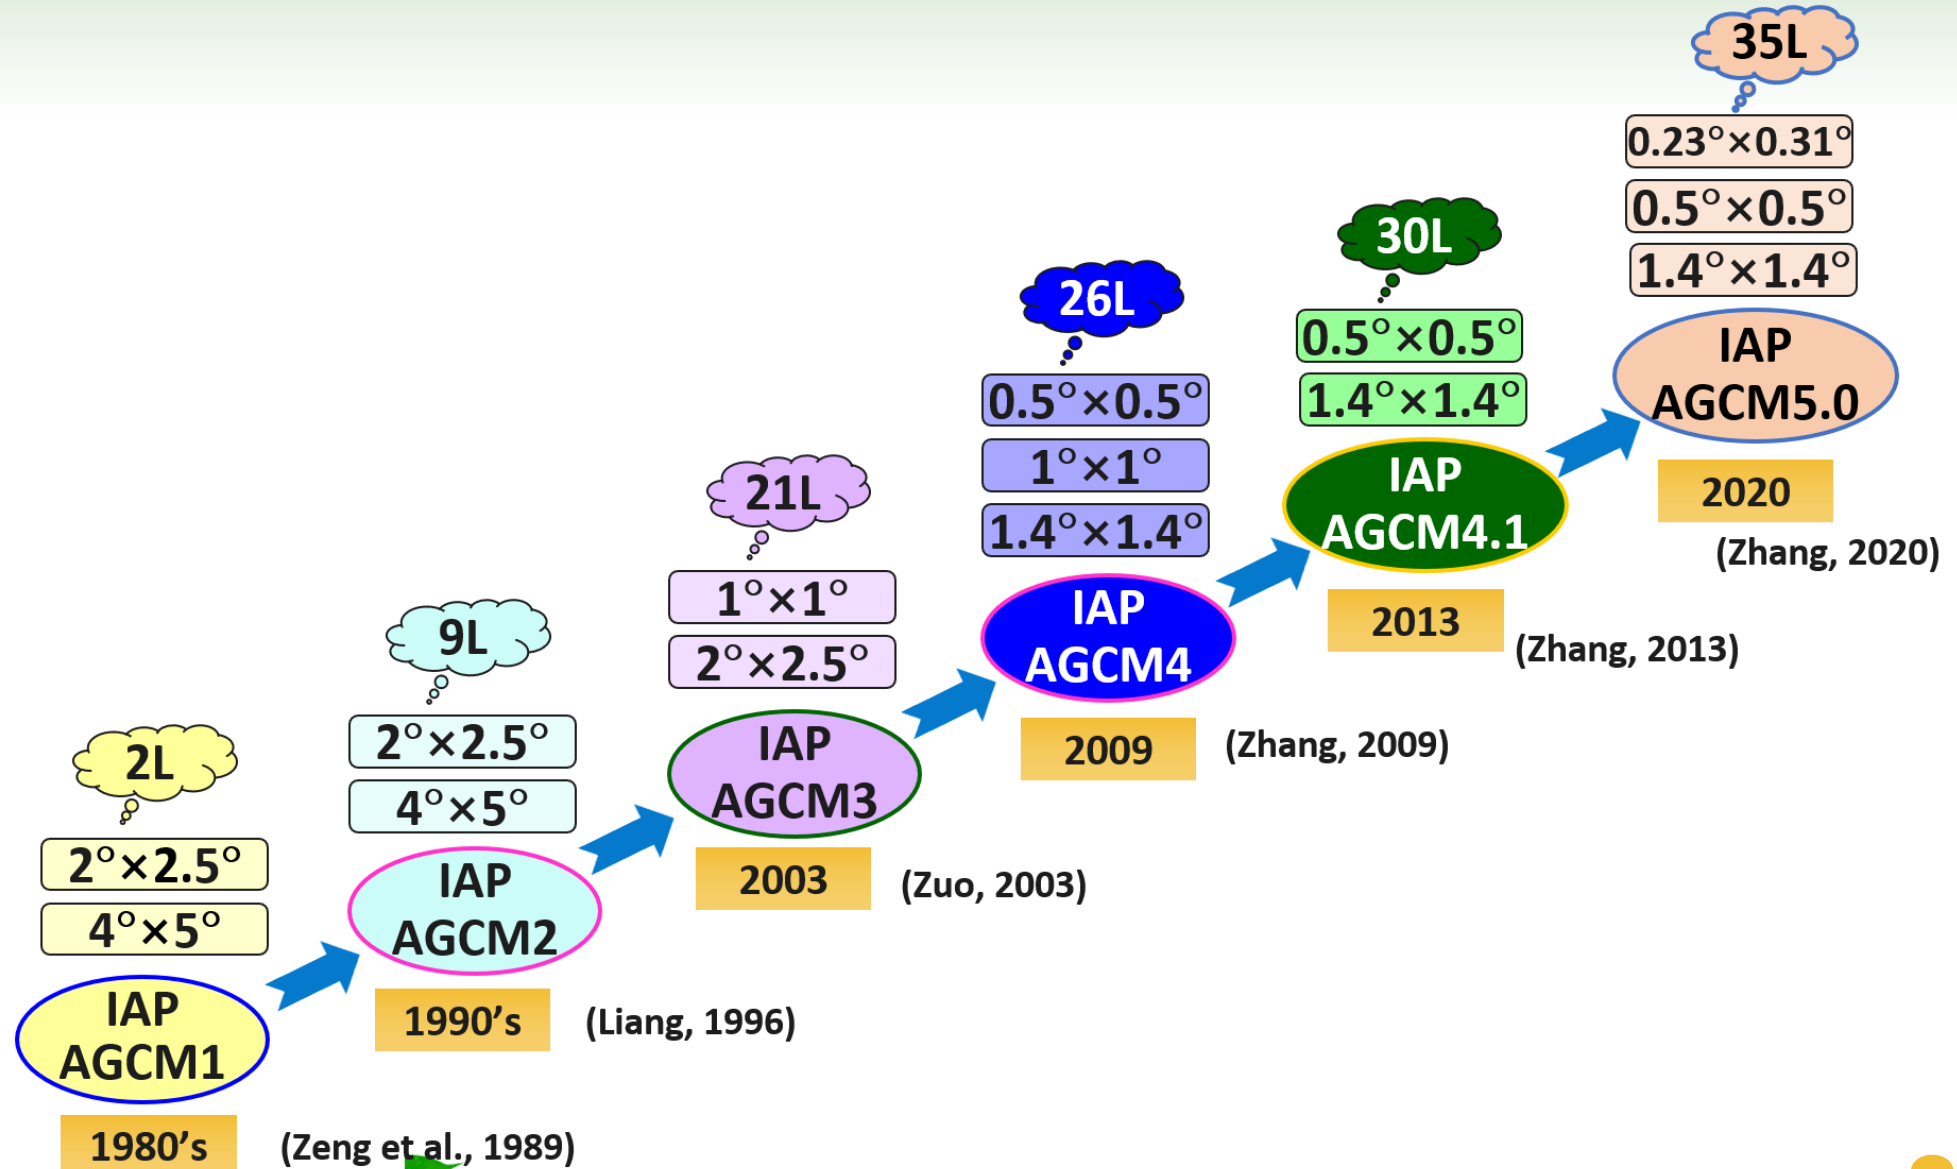 2L
2°×2.5°
4°×5°
IAP
AGCM1
1980’s
(Zeng et al., 1989)
9L
2°×2.5°
4°×5°
IAP
AGCM2
1990’s
(Liang, 1996)
21L
1°×1°
2°×2.5°
IAP
AGCM3
2003
(Zuo, 2003)
26L
0.5°×0.5°
1°×1°
1.4°×1.4°
IAP
AGCM4
2009
(Zhang, 2009)
30L
0.5°×0.5°
1.4°×1.4°
IAP
AGCM4.1
2013
(Zhang, 2013)
35L
0.23°×0.31°
0.5°×0.5°
1.4°×1.4°
IAP
AGCM5.0
2020
(Zhang, 2020)